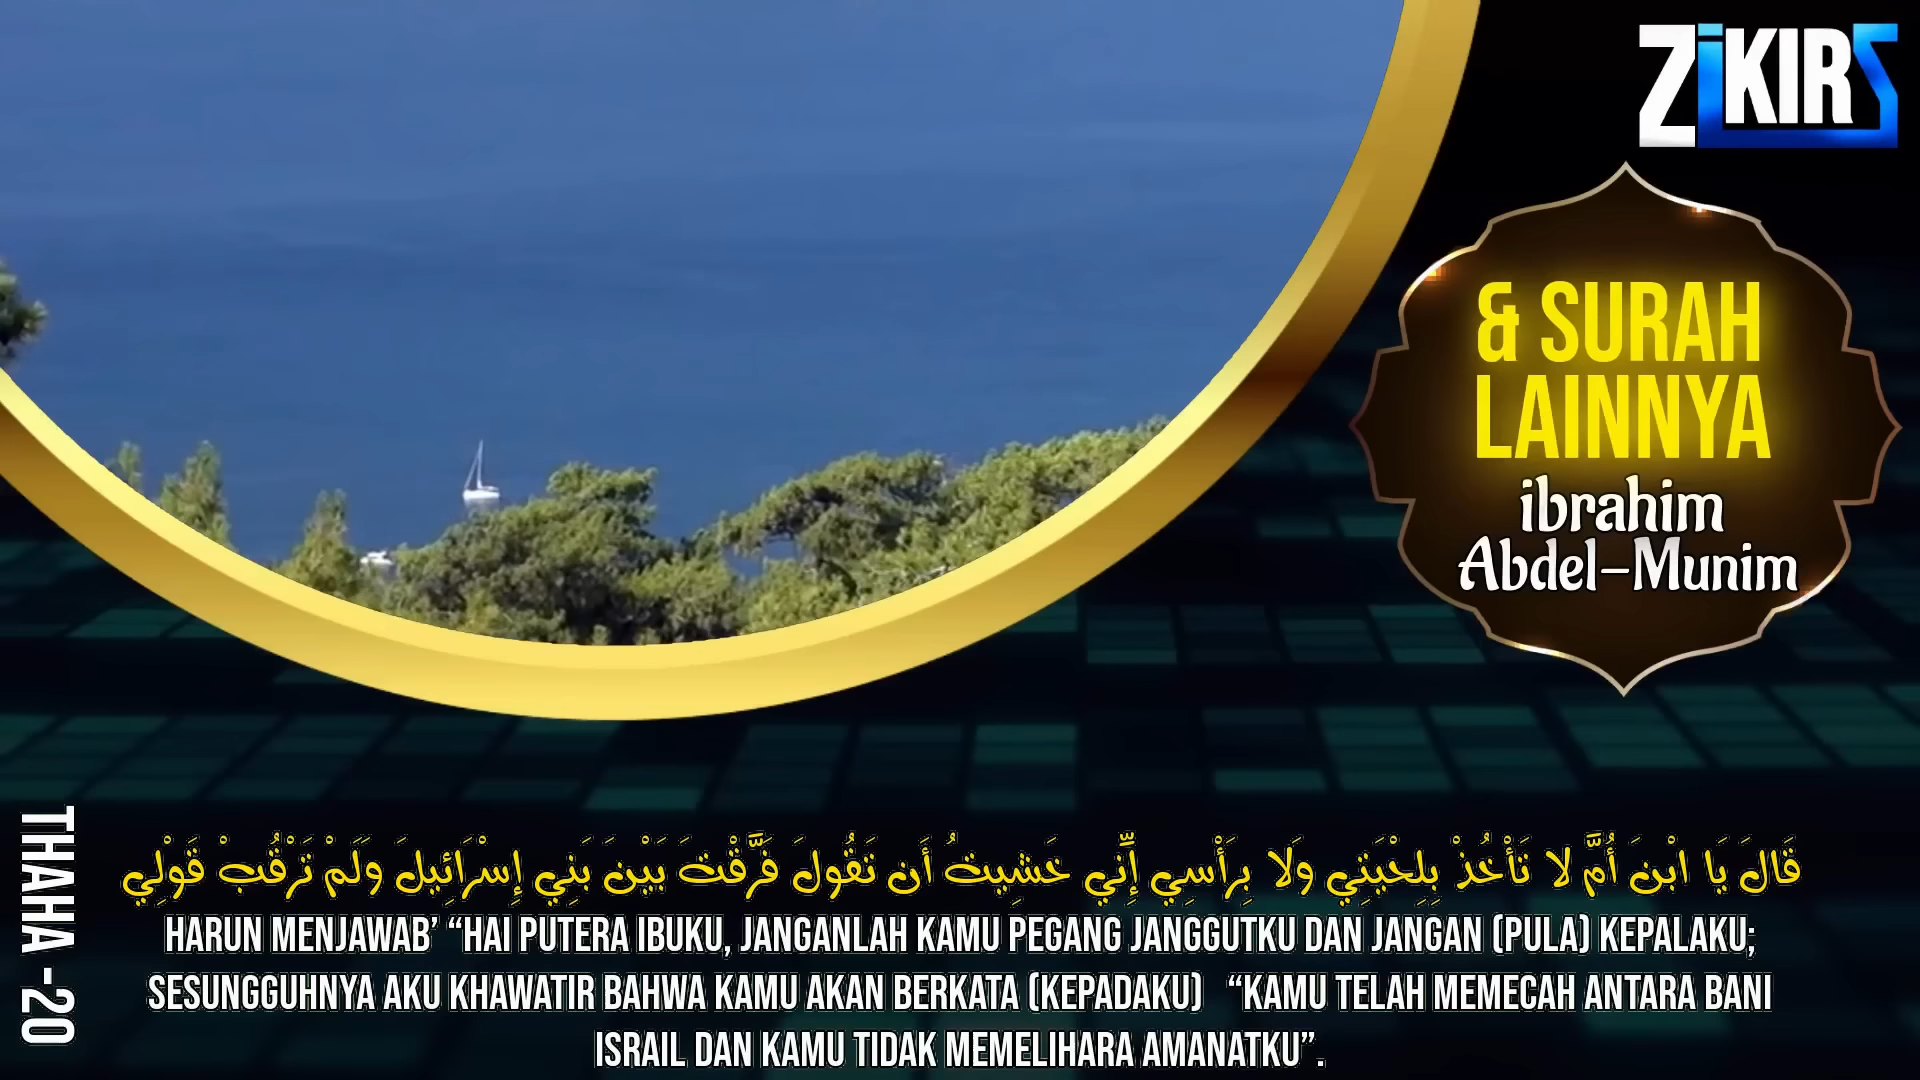 ZiKIRS
& SURAH
LAINNYA
ibrahim
Abdel-Munim
THAHA -20
قَالَ يَا ابْنَ أُمَّ لَا تَأْخُذْ بِلِحْيَتِي وَلَا بِرَأْسِي إِنِّي خَشِيتُ أَن تَقُولَ فَرَّقْتَ بَيْنَ بَنِي إِسْرَائِيلَ وَلَمْ تَرْقُبْ قَوْلِي
HARUN MENJAWAB’ “HAI PUTERA IBUKU, JANGANLAH KAMU PEGANG JANGGUTKU DAN JANGAN (PULA) KEPALAKU;
SESUNGGUHNYA AKU KHAWATIR BAHWA KAMU AKAN BERKATA (KEPADAKU) “KAMU TELAH MEMECAH ANTARA BANI
ISRAIL DAN KAMU TIDAK MEMELIHARA AMANATKU”.